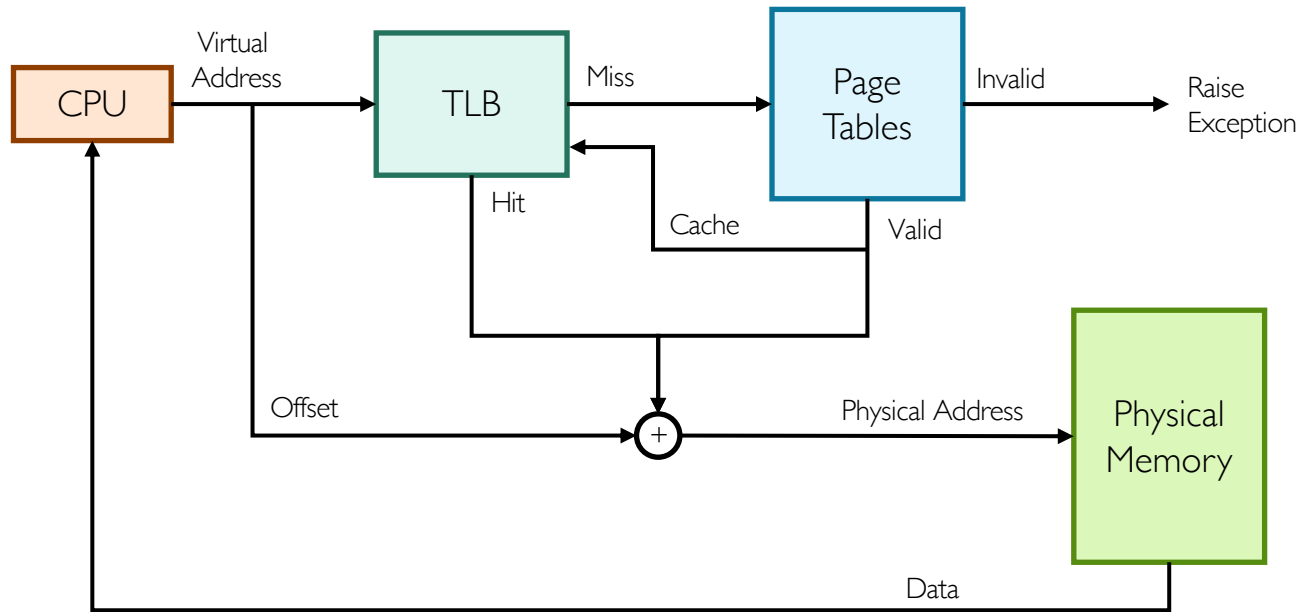 Virtual
Address
CPU
TLB
Miss
Page
Tables
Invalid
Raise
Exception
Hit
Cache
Valid
Offset
+
Physical Address
Physical
Memory
Data